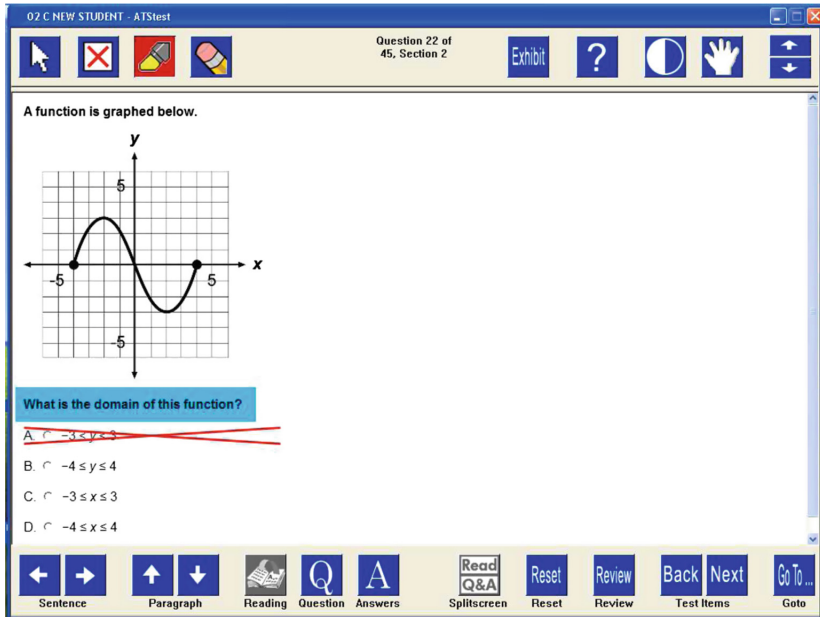 02 C NEW STUDENT - ATStest
Question 22 of
45, Section 2
Exhibit
?
A function is graphed below.
y
5
-5
x
5
-5
What is the domain of this function?
A. −3 ≤ y ≤ 3
B. −4 ≤ y ≤ 4
C. −3 ≤ x ≤ 3
D. −4 ≤ x ≤ 4
Q
A
Read
Q&A
Reset
Review
Back
Next
Go To ...
Sentence
Paragraph
Reading
Question
Answers
Splitscreen
Reset
Review
Test Items
Goto